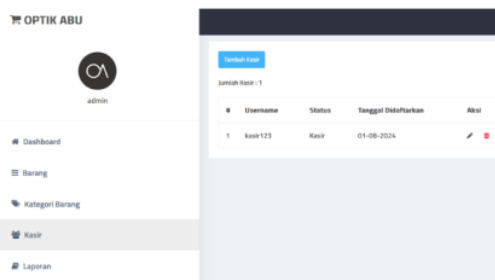 OPTIK ABU
OA
admin
Dashboard
Barang
Kategori Barang
Kasir
Laporan
Tambah Kasir
Jumlah Kasir : 1
# Username Status Tanggal Didaftarkan Aksi
1 kasir123 Kasir 01-08-2024